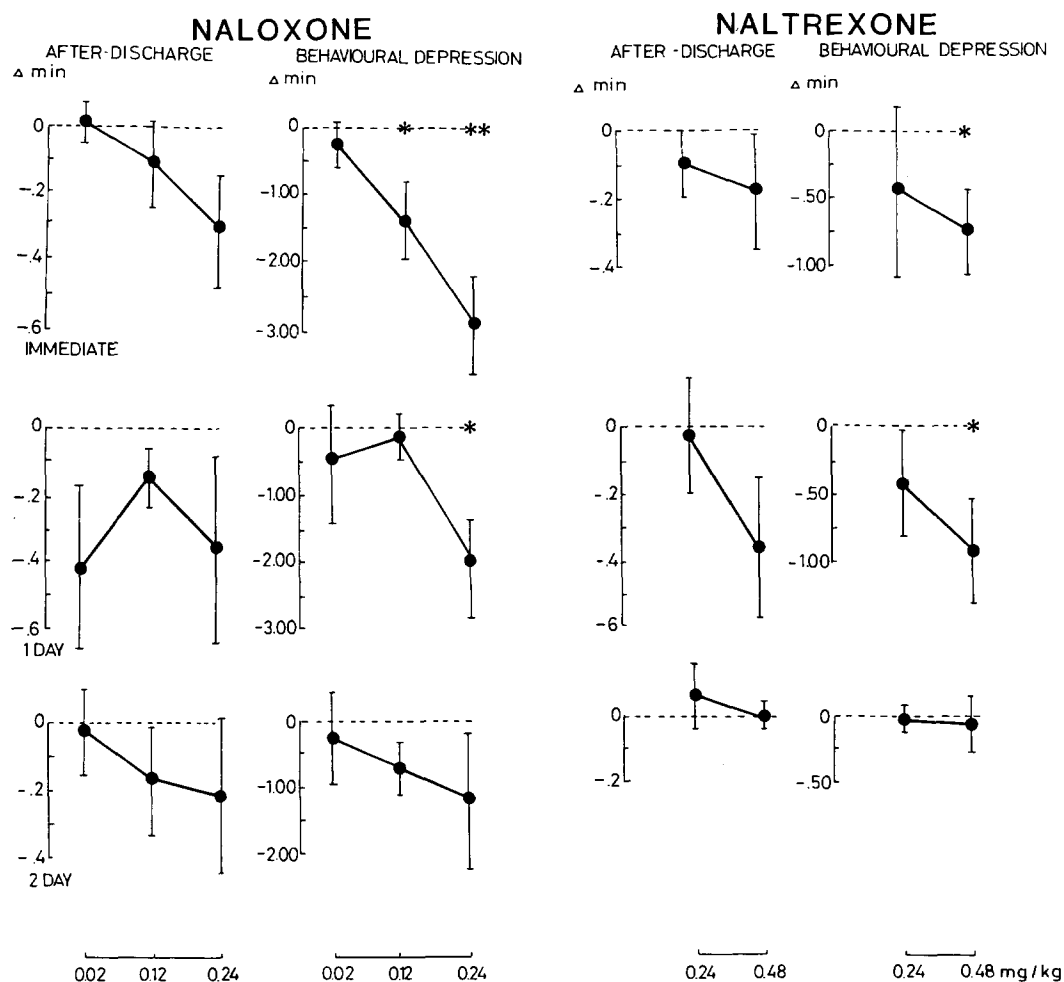 NALOXONE NALTREXONE
AFTER-DISCHARGE BEHAVIOURAL DEPRESSION AFTER-DISCHARGE BEHAVIOURAL DEPRESSION
△ min △ min △ min △ min
0 0 0 0
* ** *
-.2 -1.00 -.2 -.50
-.4 -2.00 -.4 -1.00
-.6 -3.00
IMMEDIATE
0 0 0 0
* *
-.2 -1.00 -.2 -.50
-.4 -2.00 -.4 -1.00
-.6 -3.00 -.6
1 DAY
0 0 0 0
-.2 -1.00 -.2 -.50
-.4 -2.00
2 DAY
0.02 0.12 0.24 0.02 0.12 0.24 0.24 0.48 0.24 0.48 mg/kg